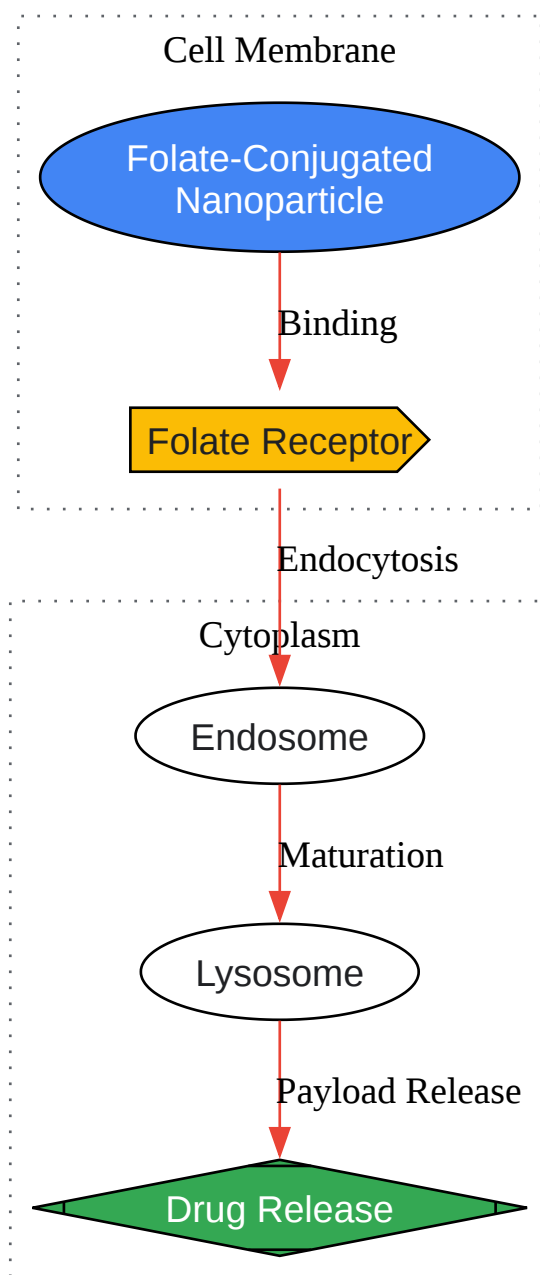 Cell Membrane
Folate-Conjugated
Nanoparticle
Binding
Folate Receptor
Endocytosis
Cytoplasm
Endosome
Maturation
Lysosome
Payload Release
Drug Release